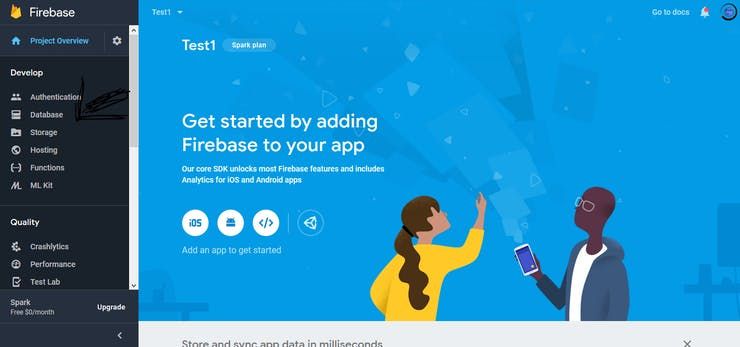 Firebase
Test1
Go to docs
Project Overview
Test1
Spark plan
Develop
Authentication
Database
Storage
Hosting
Functions
ML Kit
Get started by adding
Firebase to your app
Our core SDK unlocks most Firebase features and includes
Analytics for iOS and Android apps
iOS
Add an app to get started
Quality
Crashlytics
Performance
Test Lab
Spark
Free $0/month
Upgrade
Store and sync app data in milliseconds